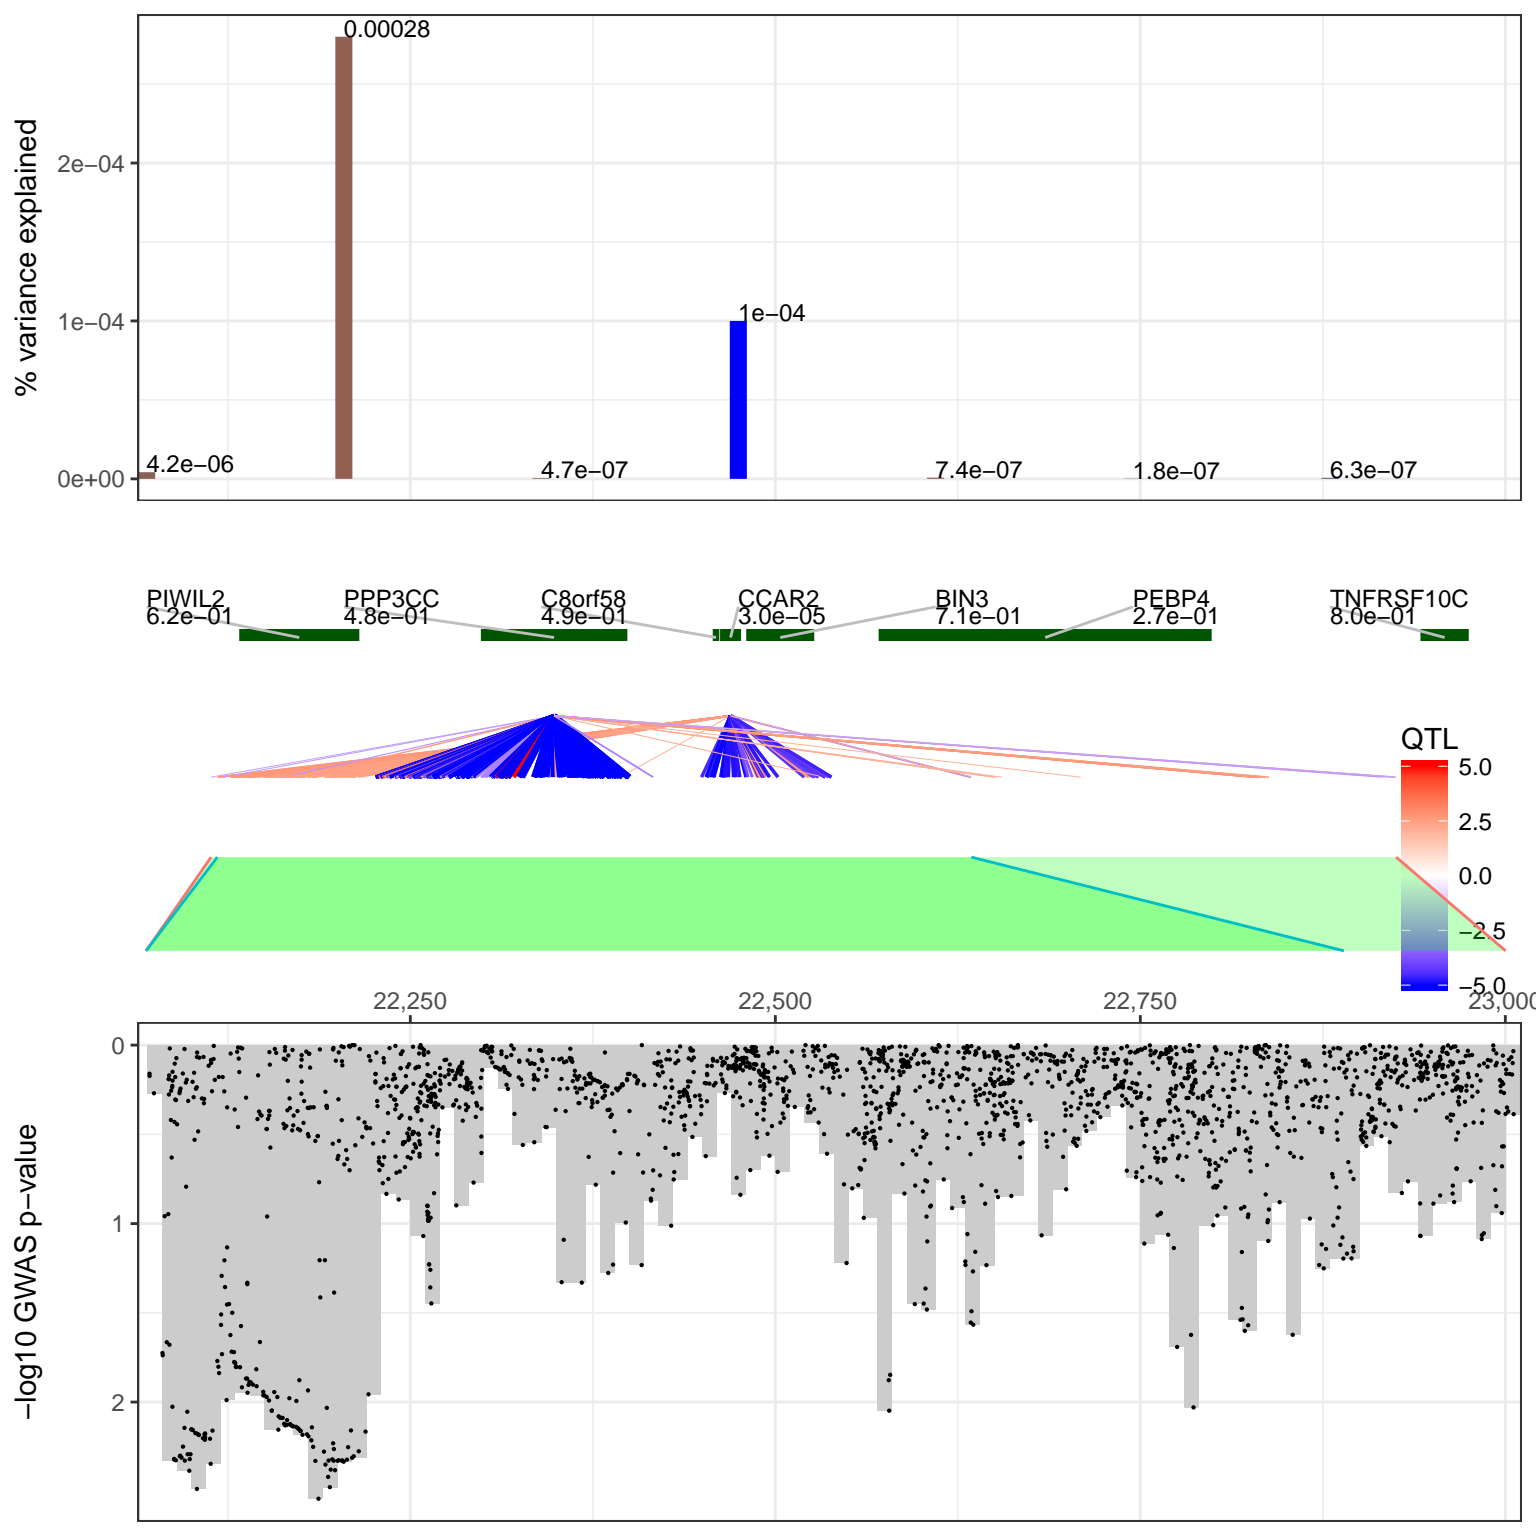 0.00028
% variance explained
2e−04
1e−04
0e+00
1e−04
4.2e−06
4.7e−07
7.4e−07
1.8e−07
6.3e−07
PIWIL2
6.2e−01
PPP3CC
4.8e−01
C8orf58
4.9e−01
CCAR2
3.0e−05
BIN3
7.1e−01
PEBP4
2.7e−01
TNFRSF10C
8.0e−01
QTL
5.0
2.5
0.0
−2.5
−5.0
22,250
22,500
22,750
23,000
−log10 GWAS p−value
0
1
2